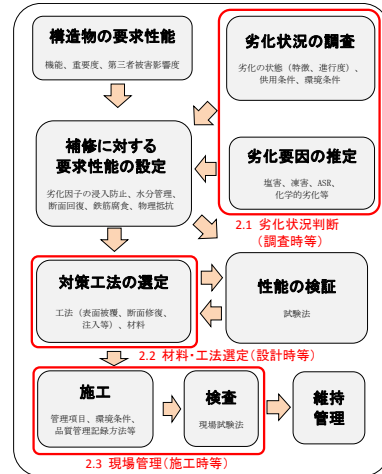 構造物の要求性能
機能、重要度、第三者被害影響度
劣化状況の調査
劣化の状態（特徴、進行度）、
供用条件、環境条件
補修に対する
要求性能の設定
劣化因子の浸入防止、水分管理、
断面回復、鉄筋腐食、物理抵抗
劣化要因の推定
塩害、凍害、ASR、
化学的劣化等
2.1 劣化状況判断
（調査時等）
対策工法の選定
工法（表面被覆、断面修復、
注入等）、材料
性能の検証
試験法
2.2 材料・工法選定（設計時等）
施工
管理項目、環境条件、
品質管理記録方法等
検査
現場試験法
維持
管理
2.3 現場管理（施工時等）